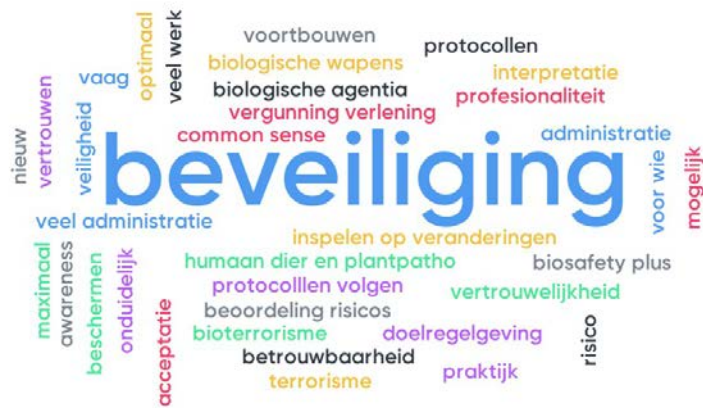 voortbouwen
protocollen
optimaal
veel werk
vaag
biologische wapens
interpretatie
biologische agentia
profesionaliteit
vergunning verlening
nieuw
vertrouwen
veiligheid
common sense
administratie
beveiliging
voor wie
mogelijk
veel administratie
inspelen op veranderingen
humaan dier en plantpatho
biosafety plus
maximaal
awareness
beschermen
onduidelijk
protocolllen volgen
vertrouwelijkheid
acceptatie
beoordeling risicos
bioterrorisme
doelregelgeving
risico
betrouwbaarheid
praktijk
terrorisme